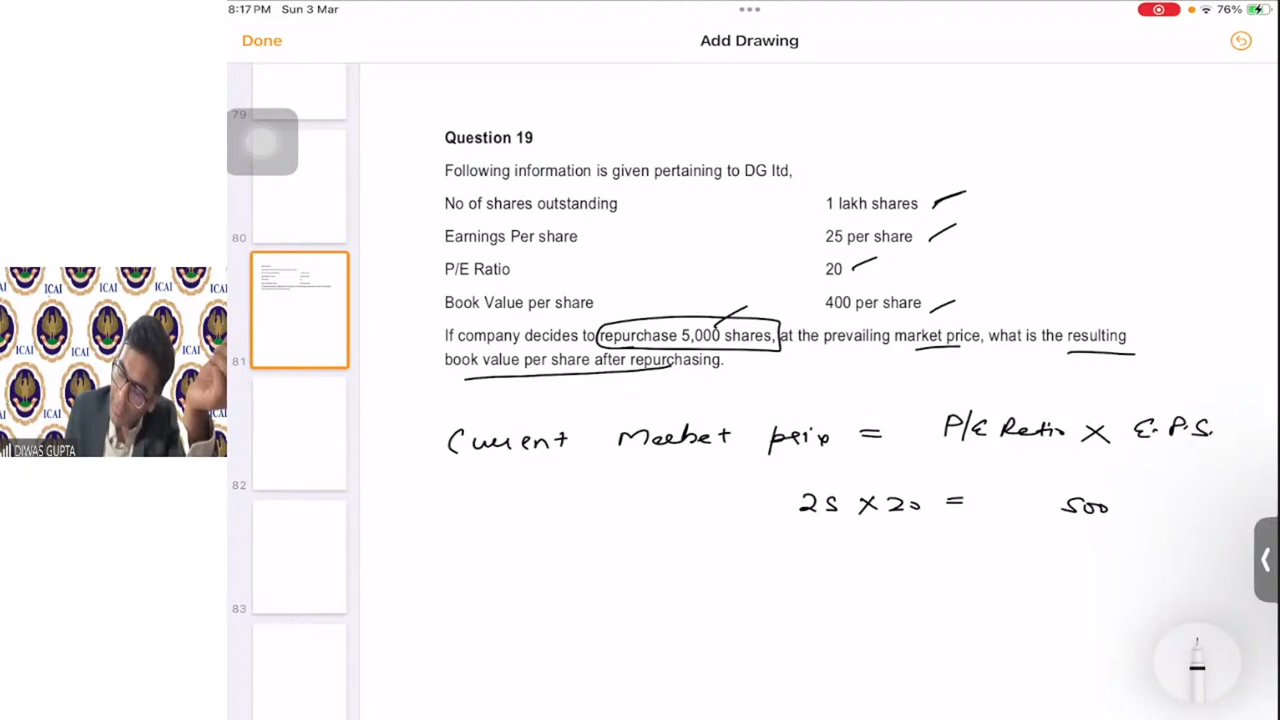 8:17 PM Sun 3 Mar
76%
Done
Add Drawing
79
80
81
82
83
Question 19
Following information is given pertaining to DG ltd,
No of shares outstanding 1 lakh shares
Earnings Per share 25 per share
P/E Ratio 20
Book Value per share 400 per share
If company decides to repurchase 5,000 shares, at the prevailing market price, what is the resulting
book value per share after repurchasing.
Current Market price = P/E Ratio X E.P.S.
25 X 20 = 500
ICAI
ICAI
ICAI
ICAI
DIWAS GUPTA